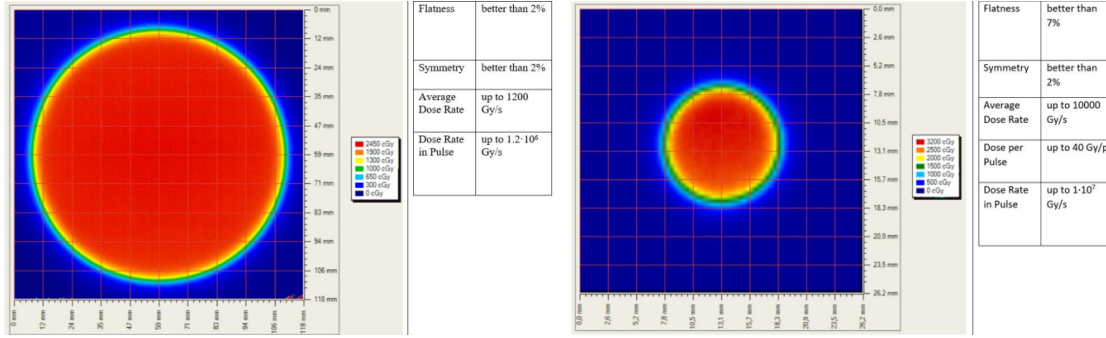 0 mm
12 mm
24 mm
35 mm
47 mm
59 mm
71 mm
83 mm
94 mm
106 mm
118 mm
0 mm
12 mm
24 mm
35 mm
47 mm
59 mm
71 mm
83 mm
94 mm
106 mm
118 mm
2450 cGy
1900 cGy
1300 cGy
1000 cGy
650 cGy
300 cGy
0 cGy
Flatness better than 2%
Symmetry better than 2%
Average up to 1200
Dose Rate Gy/s
Dose Rate up to 1.2·10⁶
in Pulse Gy/s
0,0 mm
2,6 mm
5,2 mm
7,8 mm
10,5 mm
13,1 mm
15,7 mm
18,3 mm
20,9 mm
23,5 mm
26,2 mm
0,0 mm
2,6 mm
5,2 mm
7,8 mm
10,5 mm
13,1 mm
15,7 mm
18,3 mm
20,9 mm
23,5 mm
26,2 mm
3200 cGy
2500 cGy
2000 cGy
1500 cGy
1000 cGy
500 cGy
0 cGy
Flatness better than
7%
Symmetry better than
2%
Average up to 10000
Dose Rate Gy/s
Dose per up to 40 Gy/p
Pulse
Dose Rate up to 1·10⁷
in Pulse Gy/s